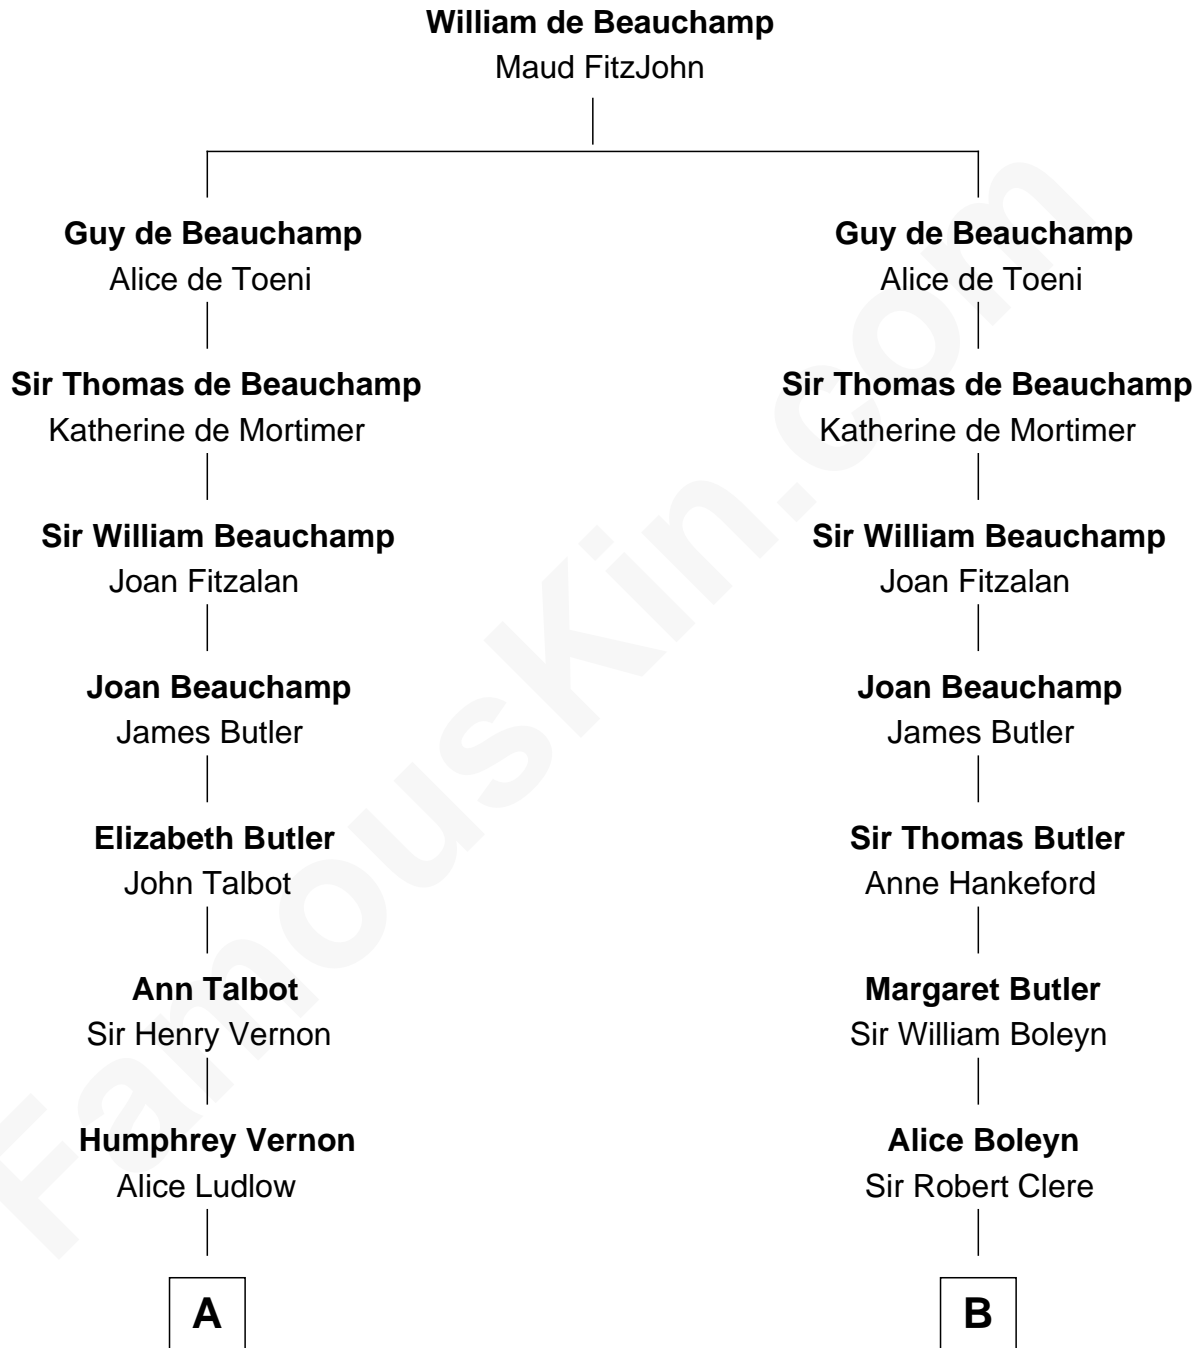 William de Beauchamp
Maud FitzJohn
Guy de Beauchamp
Alice de Toeni
Guy de Beauchamp
Alice de Toeni
Sir Thomas de Beauchamp
Katherine de Mortimer
Sir Thomas de Beauchamp
Katherine de Mortimer
Sir William Beauchamp
Joan Fitzalan
Sir William Beauchamp
Joan Fitzalan
Joan Beauchamp
James Butler
Joan Beauchamp
James Butler
Elizabeth Butler
John Talbot
Sir Thomas Butler
Anne Hankeford
Ann Talbot
Sir Henry Vernon
Margaret Butler
Sir William Boleyn
Humphrey Vernon
Alice Ludlow
Alice Boleyn
Sir Robert Clere
A
B
FamousKin.com